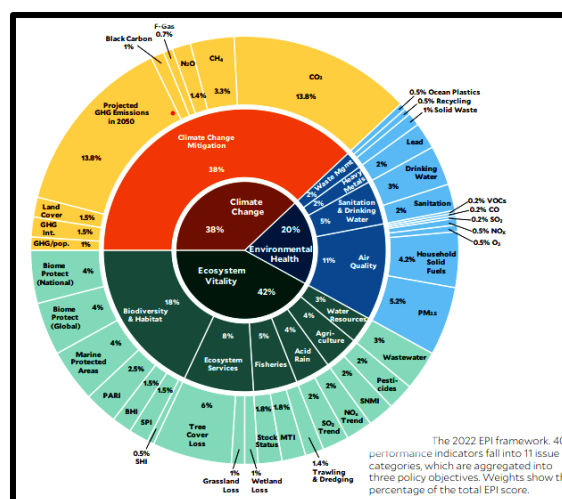 F-Gas
0.7%
Black Carbon
1%
N₂O
1.4%
CH₄
3.3%
CO₂
13.8%
Projected
GHG Emissions
in 2050
13.8%
Land
Cover
1.5%
GHG
Int.
1.5%
GHG/pop.
1%
Climate Change
Mitigation
38%
Climate
Change
38%
0.5% Ocean Plastics
0.5% Recycling
1% Solid Waste
Waste Mgmt
2%
Heavy
Metals
2%
Lead
2%
Drinking
Water
3%
Sanitation
2%
Sanitation
& Drinking
Water
5%
0.2% VOCs
0.2% CO
0.2% SO₂
0.5% NOₓ
0.5% O₃
Household
Solid
Fuels
4.2%
PM₂.₅
5.2%
Air
Quality
11%
20%
Environmental
Health
Ecosystem
Vitality
42%
Biodiversity
& Habitat
18%
Ecosystem
Services
8%
Fisheries
5%
Acid
Rain
4%
Agri-
culture
4%
Water
Resources
3%
Biome
Protect
(National)
4%
Biome
Protect
(Global)
4%
Marine
Protected
Areas
4%
PARI
2.5%
BHI
1.5%
SPI
1.5%
0.5%
SHI
Tree
Cover
Loss
6%
1%
Grassland
Loss
1%
Wetland
Loss
Stock
Status
1.8%
MTI
1.8%
1.4%
Trawling
& Dredging
SO₂
Trend
2%
NOₓ
Trend
2%
SNMI
2%
Pesti-
cides
2%
Wastewater
3%
The 2022 EPI framework. 40
performance indicators fall into 11 issue
categories, which are aggregated into
three policy objectives. Weights show th
percentage of the total EPI score.